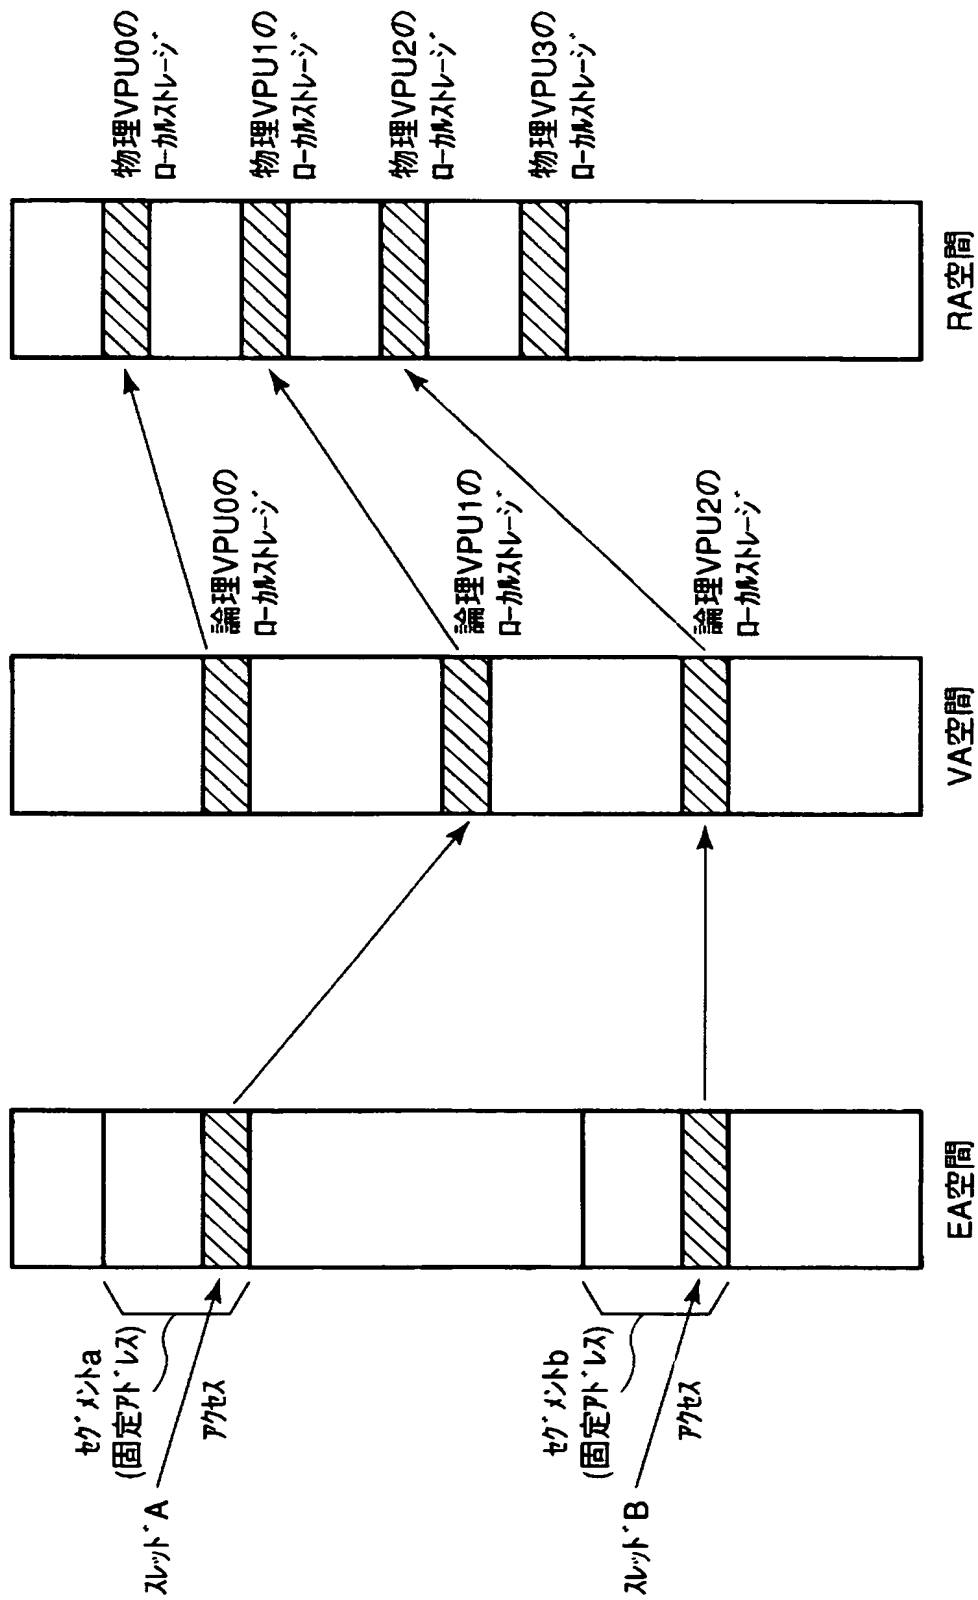 スレッドA
セグメントa
(固定アドレス)
アクセス
スレッドB
セグメントb
(固定アドレス)
アクセス
EA空間
論理VPU0の
ローカルストレージ
論理VPU1の
ローカルストレージ
論理VPU2の
ローカルストレージ
VA空間
物理VPU0の
ローカルストレージ
物理VPU1の
ローカルストレージ
物理VPU2の
ローカルストレージ
物理VPU3の
ローカルストレージ
RA空間